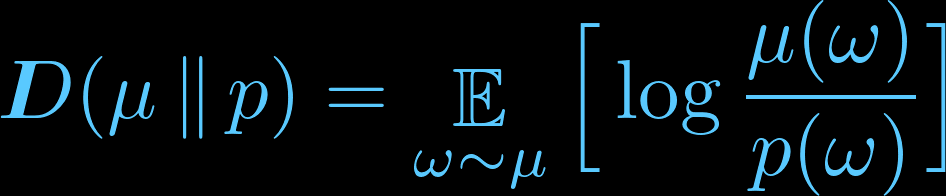 D(μ ∥ p) = 𝔼_{ω∼μ} [ log μ(ω)/p(ω) ]